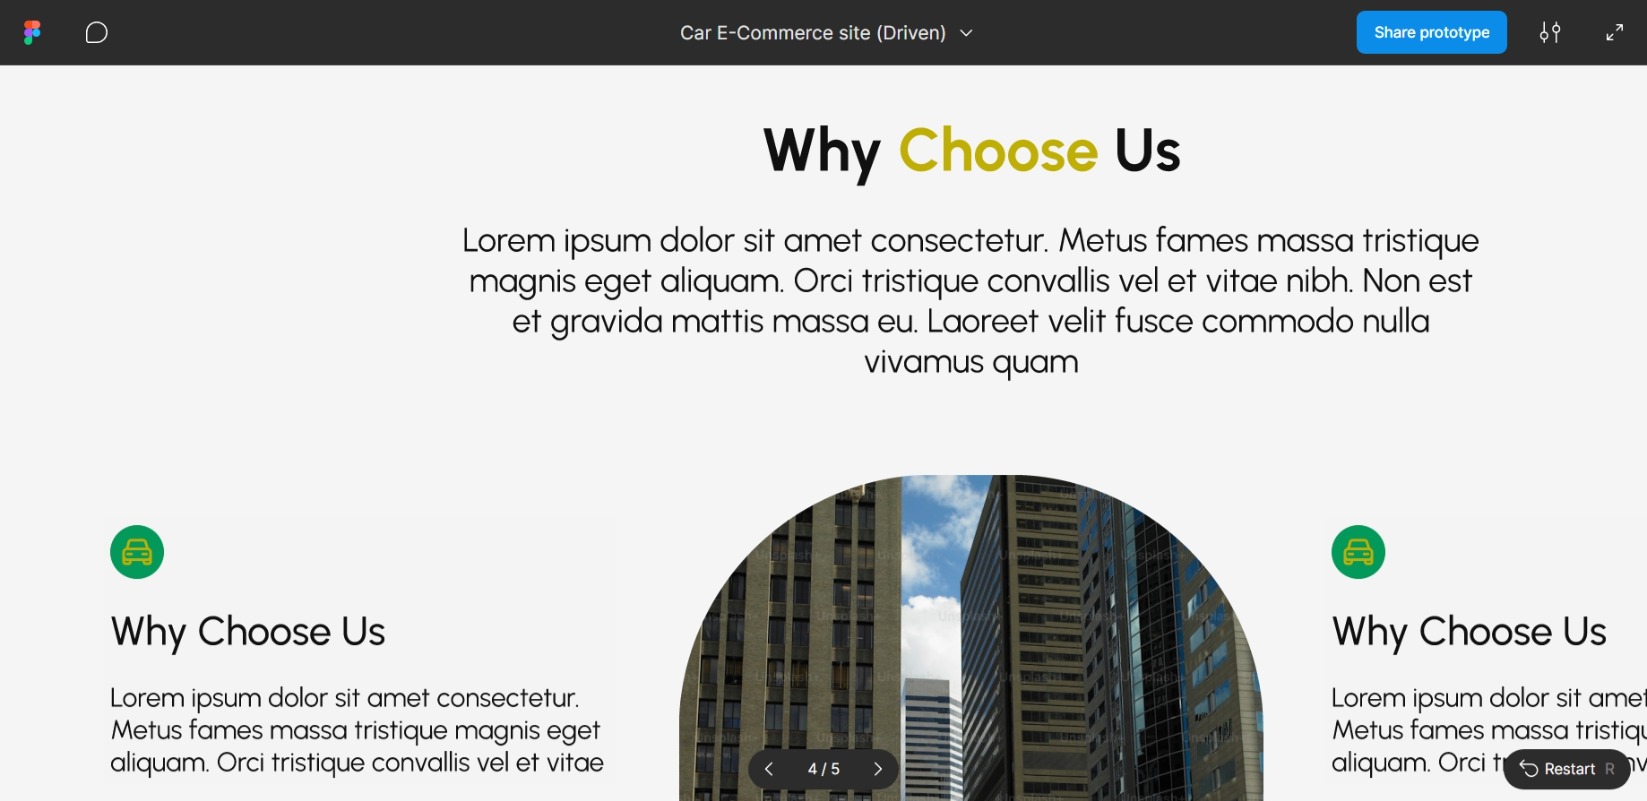 Car E-Commerce site (Driven)
Share prototype
Why Choose Us
Lorem ipsum dolor sit amet consectetur. Metus fames massa tristique
magnis eget aliquam. Orci tristique convallis vel et vitae nibh. Non est
et gravida mattis massa eu. Laoreet velit fusce commodo nulla
vivamus quam
Why Choose Us
Lorem ipsum dolor sit amet consectetur.
Metus fames massa tristique magnis eget
aliquam. Orci tristique convallis vel et vitae
Unsplash+
Why Choose Us
Lorem ipsum dolor sit amet
Metus fames massa
aliquam. Orci
4 / 5
Restart R